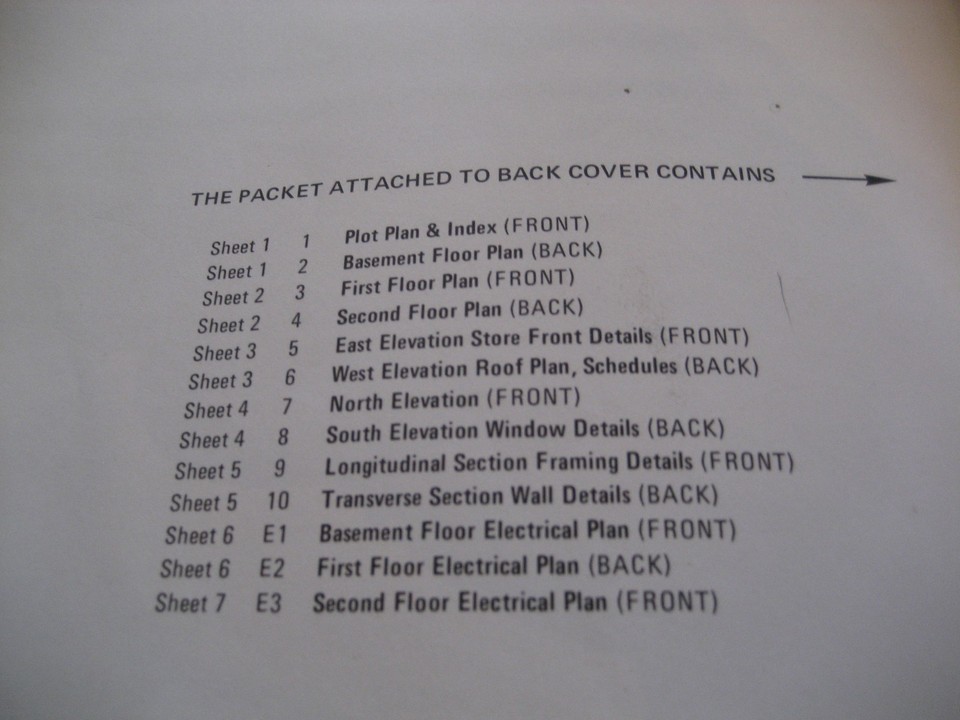 THE PACKET ATTACHED TO BACK COVER CONTAINS
Sheet 1 1 Plot Plan & Index (FRONT)
Sheet 1 2 Basement Floor Plan (BACK)
Sheet 2 3 First Floor Plan (FRONT)
Sheet 2 4 Second Floor Plan (BACK)
Sheet 3 5 East Elevation Store Front Details (FRONT)
Sheet 3 6 West Elevation Roof Plan, Schedules (BACK)
Sheet 4 7 North Elevation (FRONT)
Sheet 4 8 South Elevation Window Details (BACK)
Sheet 5 9 Longitudinal Section Framing Details (FRONT)
Sheet 5 10 Transverse Section Wall Details (BACK)
Sheet 6 E1 Basement Floor Electrical Plan (FRONT)
Sheet 6 E2 First Floor Electrical Plan (BACK)
Sheet 7 E3 Second Floor Electrical Plan (FRONT)